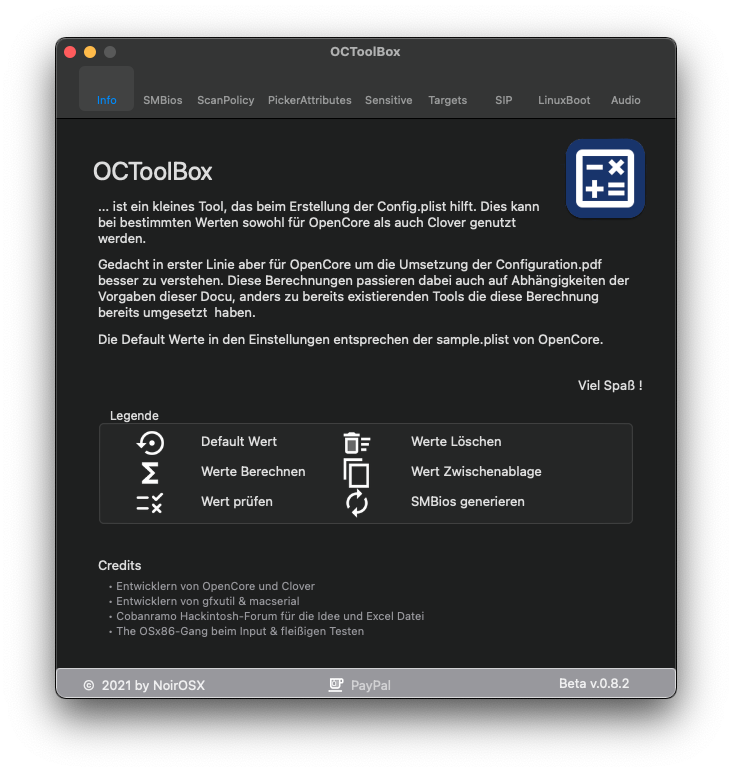 OCToolBox
Info SMBios ScanPolicy PickerAttributes Sensitive Targets SIP LinuxBoot Audio
OCToolBox
... ist ein kleines Tool, das beim Erstellung der Config.plist hilft. Dies kann
bei bestimmten Werten sowohl für OpenCore als auch Clover genutzt
werden.
Gedacht in erster Linie aber für OpenCore um die Umsetzung der Configuration.pdf
besser zu verstehen. Diese Berechnungen passieren dabei auch auf Abhängigkeiten der
Vorgaben dieser Docu, anders zu bereits existierenden Tools die diese Berechnung
bereits umgesetzt  haben.
Die Default Werte in den Einstellungen entsprechen der sample.plist von OpenCore.
Viel Spaß !
Legende
Default Wert Werte Löschen
Werte Berechnen Wert Zwischenablage
Wert prüfen SMBios generieren
Credits
• Entwicklern von OpenCore und Clover
• Entwicklern von gfxutil & macserial
• Cobanramo Hackintosh-Forum für die Idee und Excel Datei
• The OSx86-Gang beim Input & fleißigen Testen
© 2021 by NoirOSX PayPal Beta v.0.8.2